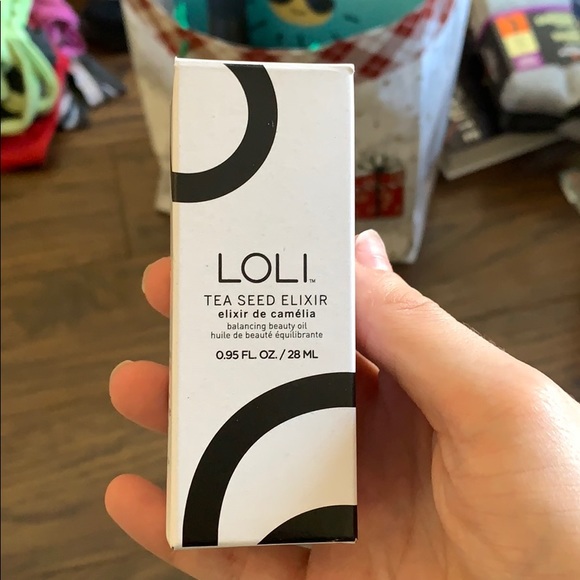 LOLI™
TEA SEED ELIXIR
elixir de camélia
balancing beauty oil
huile de beauté équilibrante
0.95 FL. OZ. / 28 ML